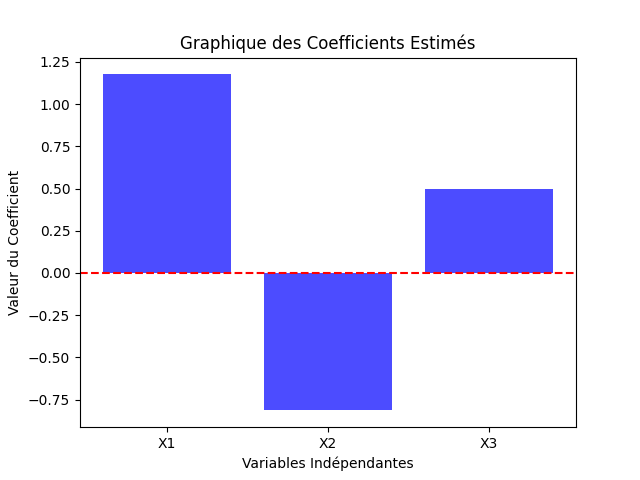 Graphique des Coefficients Estimés
Valeur du Coefficient
1.25
1.00
0.75
0.50
0.25
0.00
−0.25
−0.50
−0.75
X1
X2
X3
Variables Indépendantes